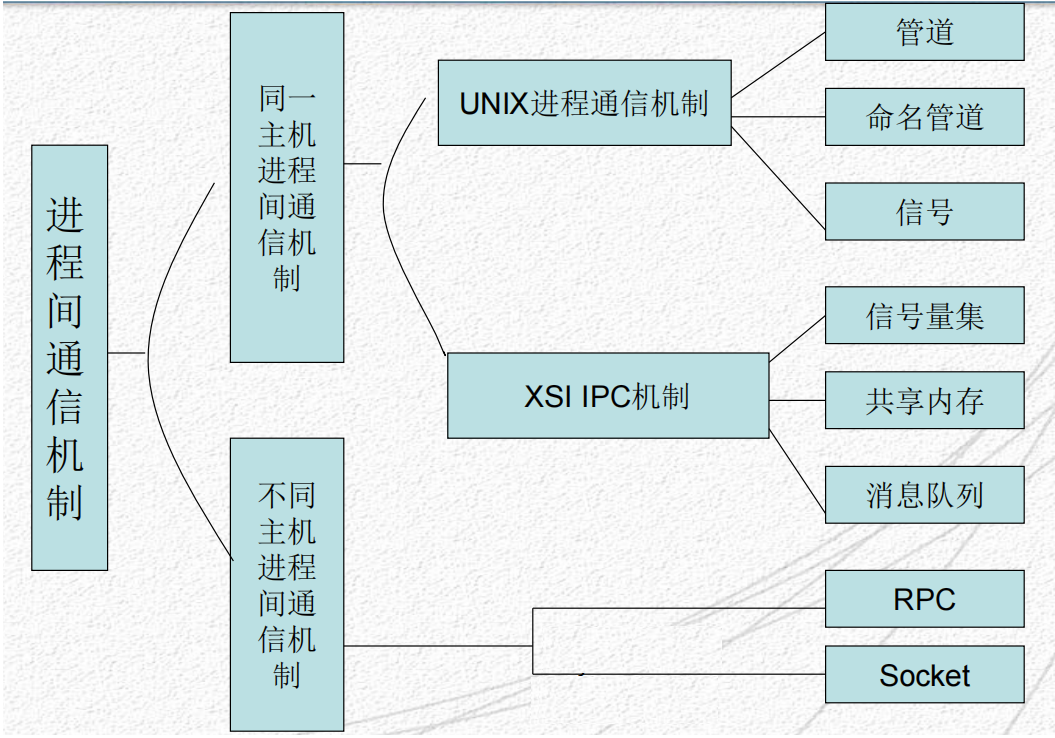 进
程
间
通
信
机
制
同一
主机
进程
间通
信机
制
UNIX进程通信机制
管道
命名管道
信号
XSI IPC机制
信号量集
共享内存
消息队列
不同
主机
进程
间通
信机
制
RPC
Socket